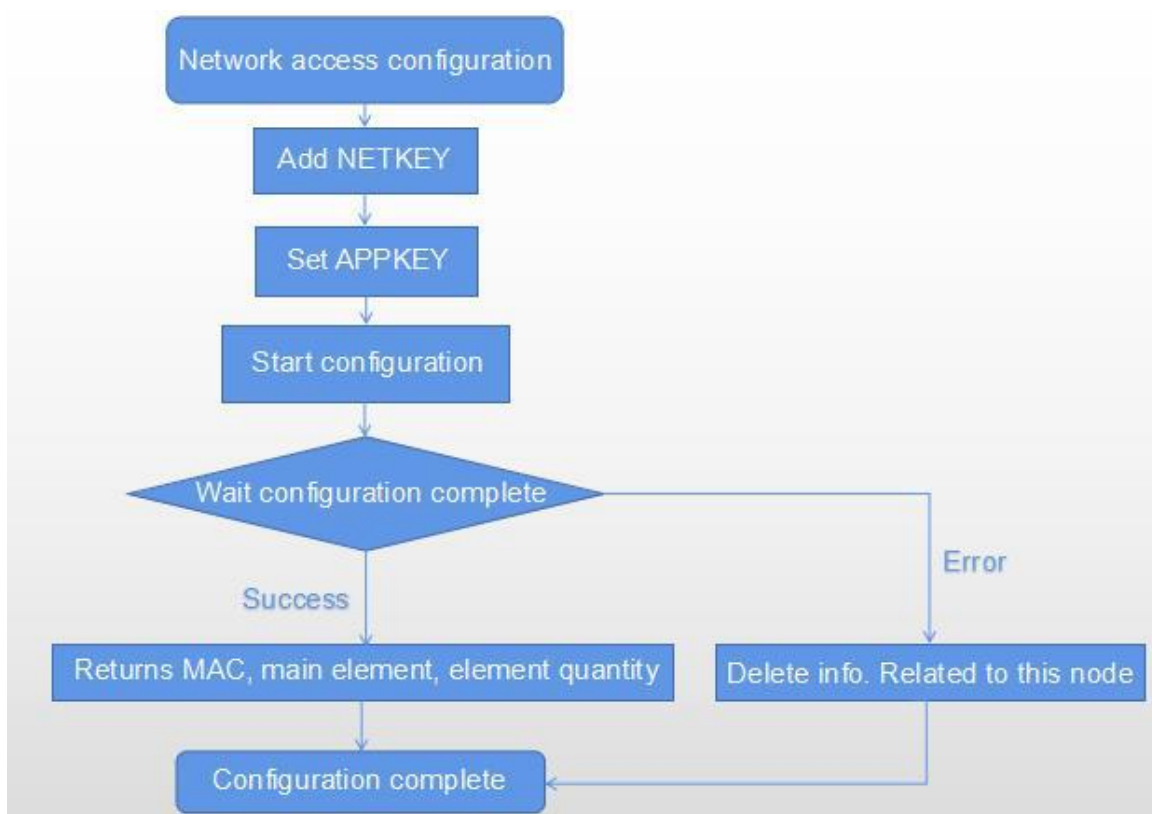 Network access configuration
Add NETKEY
Set APPKEY
Start configuration
Wait configuration complete
Error
Success
Returns MAC, main element, element quantity
Delete info. Related to this node
Configuration complete